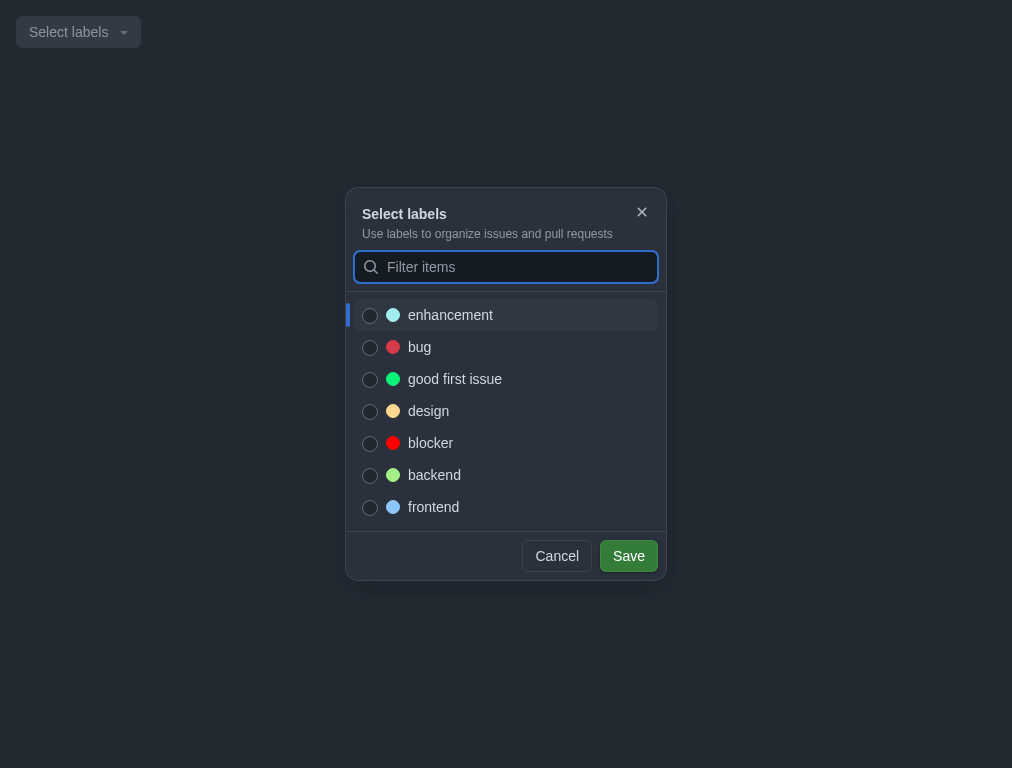 Select labels
Select labels
Use labels to organize issues and pull requests
Filter items
enhancement
bug
good first issue
design
blocker
backend
frontend
Cancel
Save